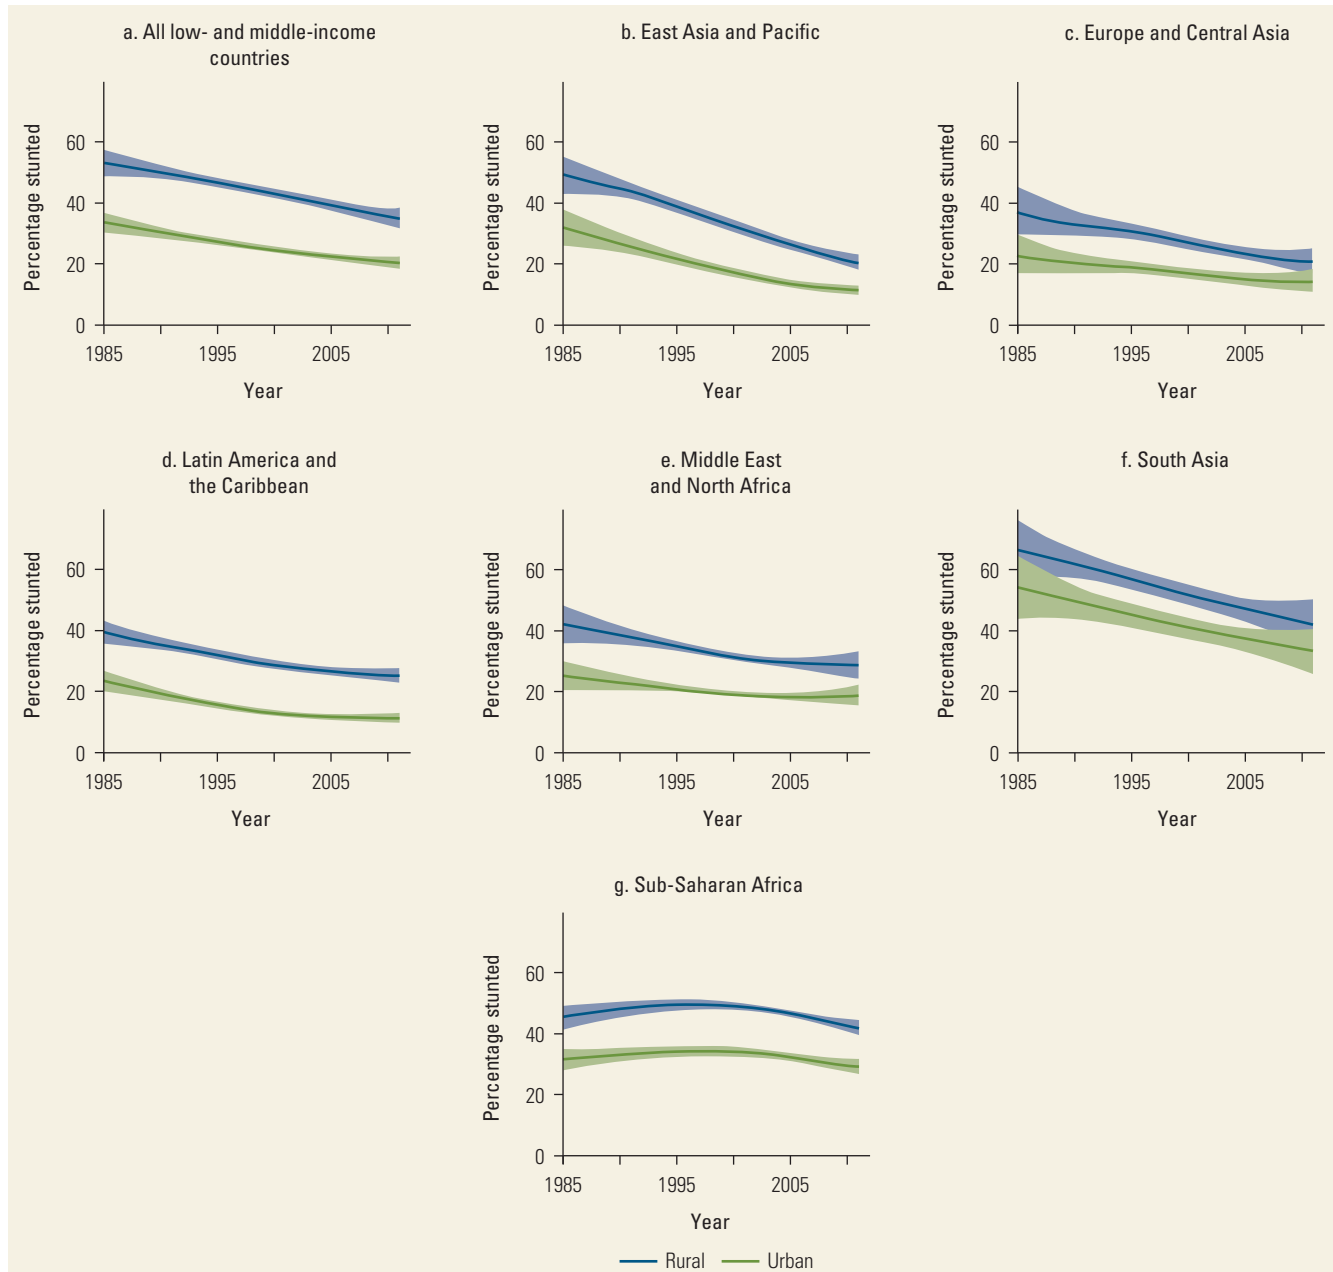 a. All low- and middle-income
countries
Percentage stunted
60
40
20
0
1985
1995
2005
Year
b. East Asia and Pacific
Percentage stunted
60
40
20
0
1985
1995
2005
Year
c. Europe and Central Asia
Percentage stunted
60
40
20
0
1985
1995
2005
Year
d. Latin America and
the Caribbean
Percentage stunted
60
40
20
0
1985
1995
2005
Year
e. Middle East
and North Africa
Percentage stunted
60
40
20
0
1985
1995
2005
Year
f. South Asia
Percentage stunted
60
40
20
0
1985
1995
2005
Year
g. Sub-Saharan Africa
Percentage stunted
60
40
20
0
1985
1995
2005
Year
Rural
Urban